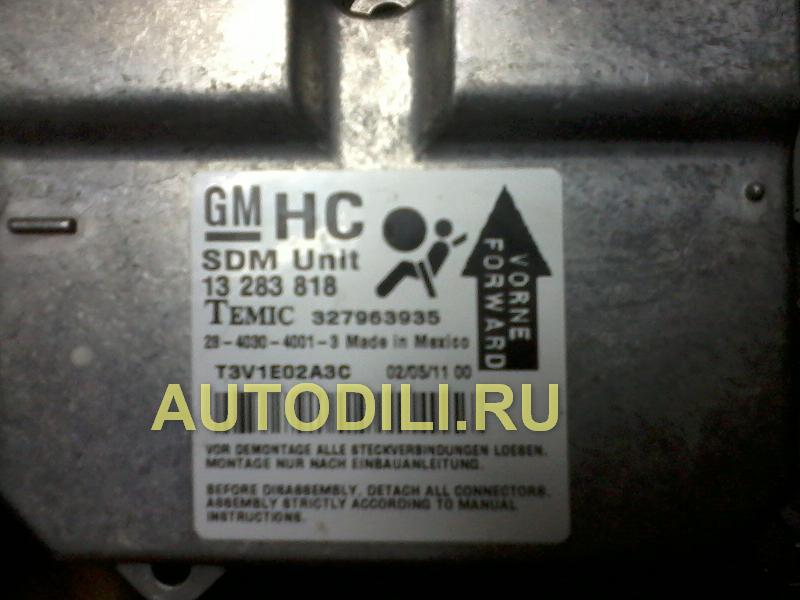 GM HC
SDM Unit
13 283 818
TEMIC 327963935
28-4030-4001-3 Made in Mexico
T3V1E02A3C 02/05/11 00
VORNE
FORWARD
AUTODILI.RU
VOR DEMONTAGE ALLE STECKVERBINDUNGEN LOESEN.
MONTAGE NUR NACH EINBAUANLEITUNG.
BEFORE DISASSEMBLY, DETACH ALL CONNECTORS.
ASSEMBLY STRICTLY ACCORDING TO MANUAL
INSTRUCTIONS.